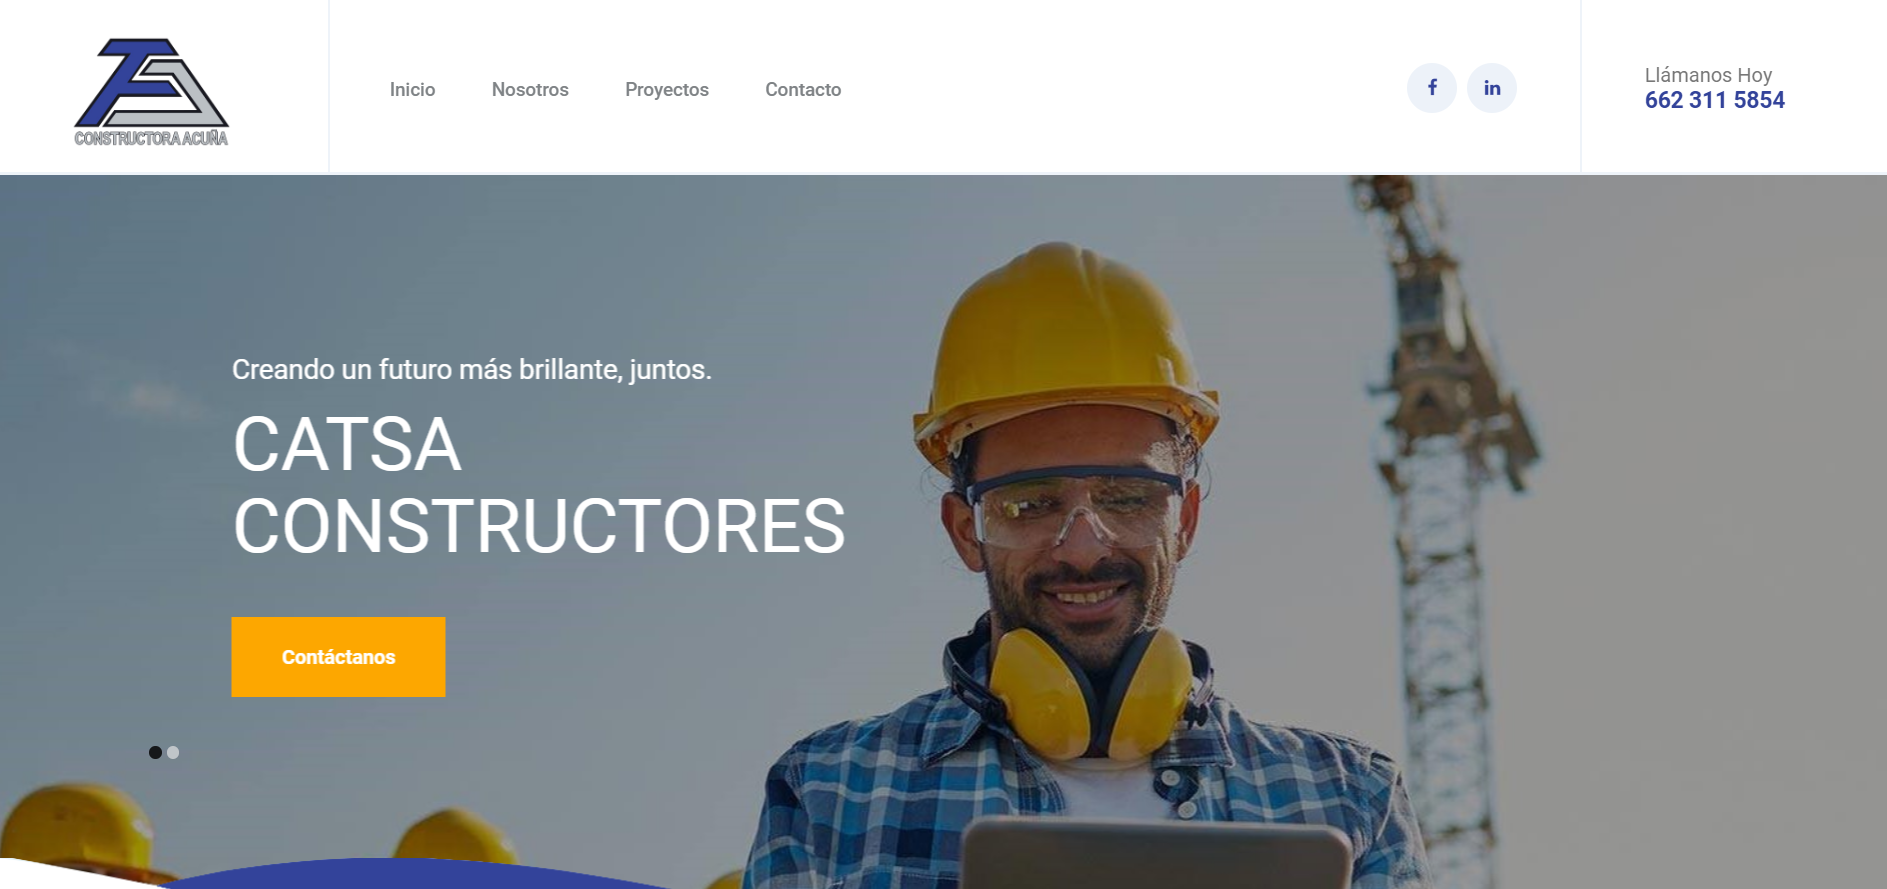 CONSTRUCTORA ACUÑA
Inicio
Nosotros
Proyectos
Contacto
Llámanos Hoy
662 311 5854
Creando un futuro más brillante, juntos.
CATSA
CONSTRUCTORES
Contáctanos